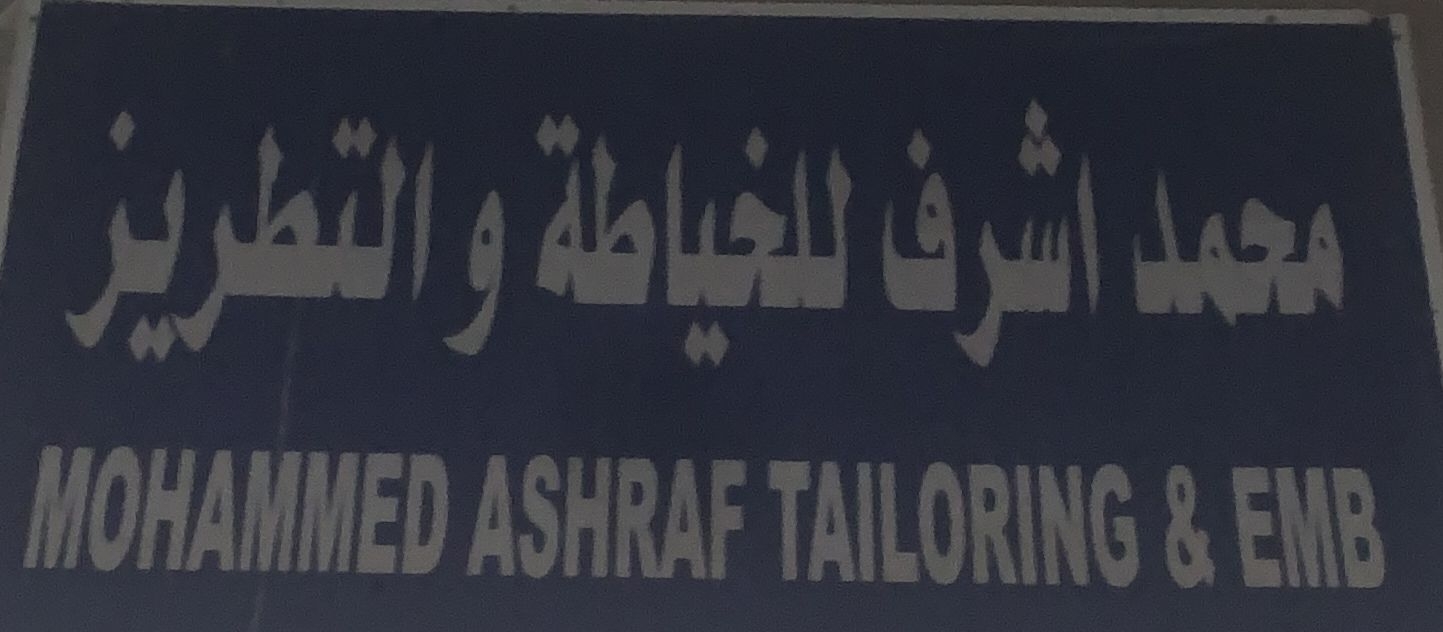 محمد اشرف للخياطة و التطريز
MOHAMMED ASHRAF TAILORING & EMB